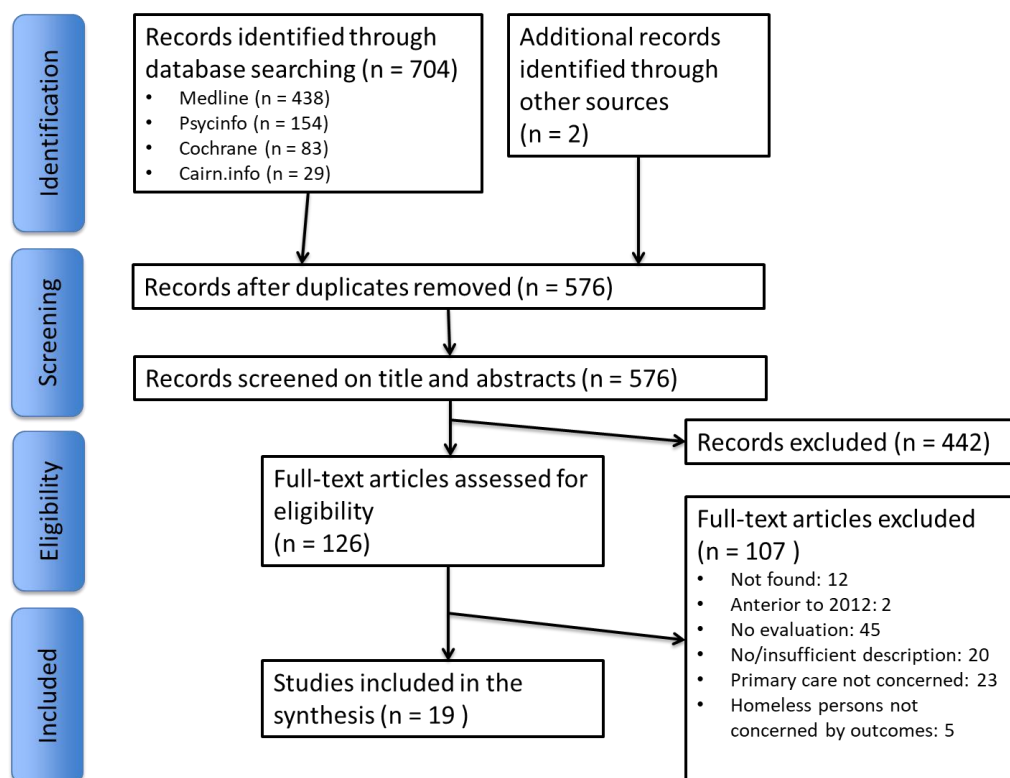 Identification
Records identified through
database searching (n = 704)
• Medline (n = 438)
• Psycinfo (n = 154)
• Cochrane (n = 83)
• Cairn.info (n = 29)
Additional records
identified through
other sources
(n = 2)
Screening
Records after duplicates removed (n = 576)
Records screened on title and abstracts (n = 576)
Records excluded (n = 442)
Eligibility
Full-text articles assessed for
eligibility
(n = 126)
Full-text articles excluded
(n = 107 )
• Not found: 12
• Anterior to 2012: 2
• No evaluation: 45
• No/insufficient description: 20
• Primary care not concerned: 23
• Homeless persons not
concerned by outcomes: 5
Included
Studies included in the
synthesis (n = 19 )